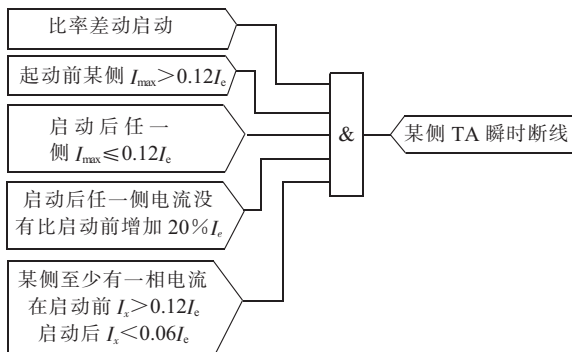 比率差动启动
起动前某侧 Imax＞0.12Ie
启动后任一
侧 Imax≤0.12Ie
&
某侧 TA 瞬时断线
启动后任一侧电流没
有比启动前增加 20％Ie
某侧至少有一相电流
在启动前 Ix＞0.12Ie
启动后 Ix＜0.06Ie